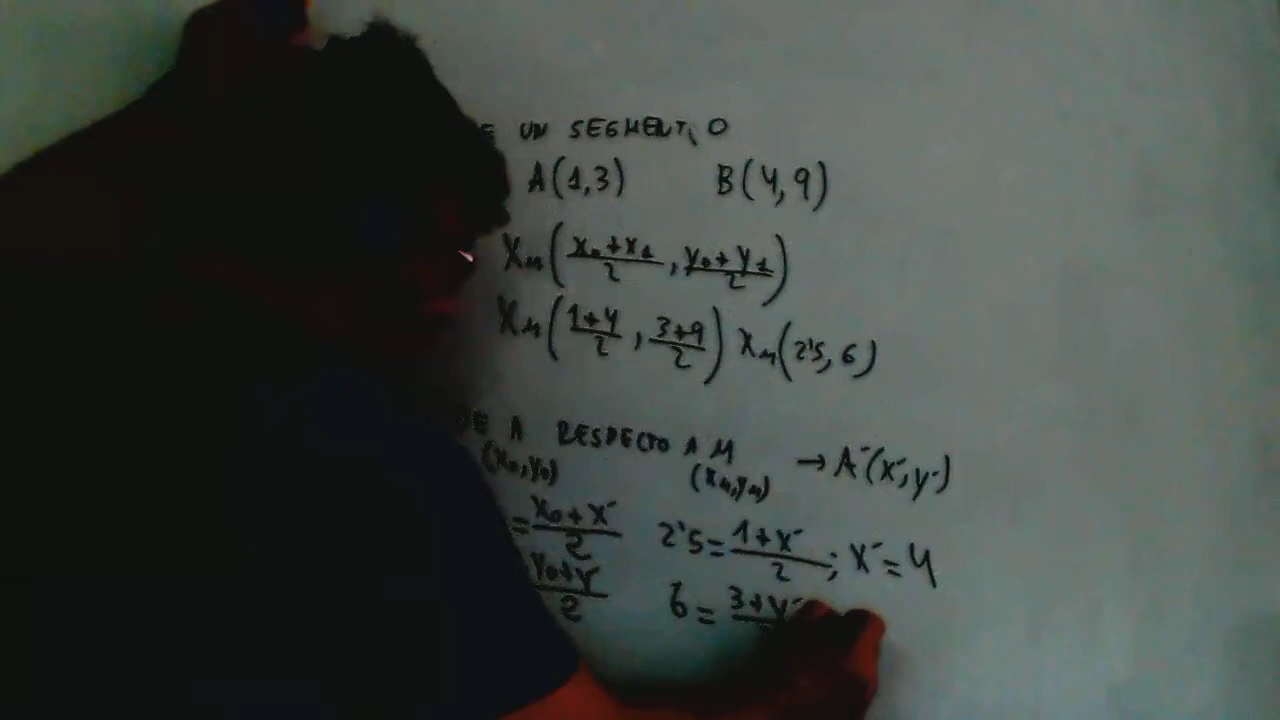 E UN SEGMENTO
A(1,3) B(4,9)
XM(x0+x1/2, y0+y1/2)
XM(1+4/2, 3+9/2) XM(2'5, 6)
DE A RESPECTO A M → A'(x', y')
(x0,y0) (xM,yM)
=x0+x'/2 2'5=1+x'/2; x'=4
y0+y'/2 6=3+y'